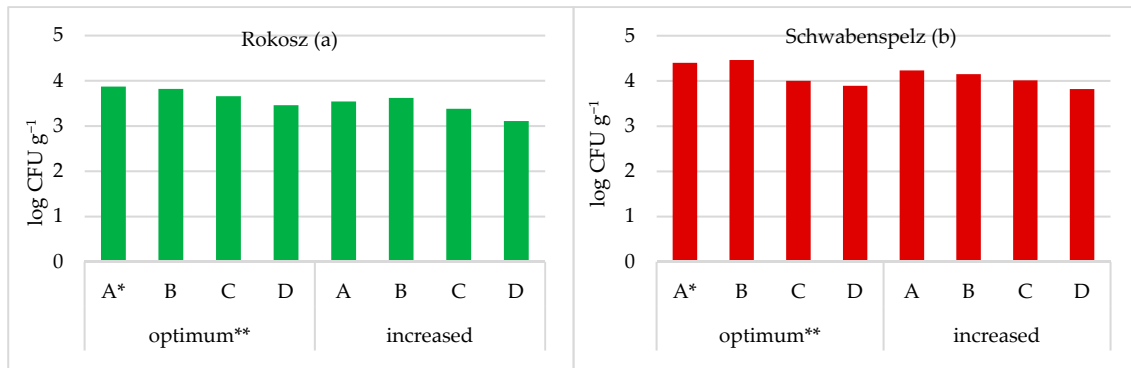 Rokosz (a)
log CFU g⁻¹
5
4
3
2
1
0
A* B C D A B C D
optimum** increased
Schwabenspelz (b)
log CFU g⁻¹
5
4
3
2
1
0
A* B C D A B C D
optimum** increased